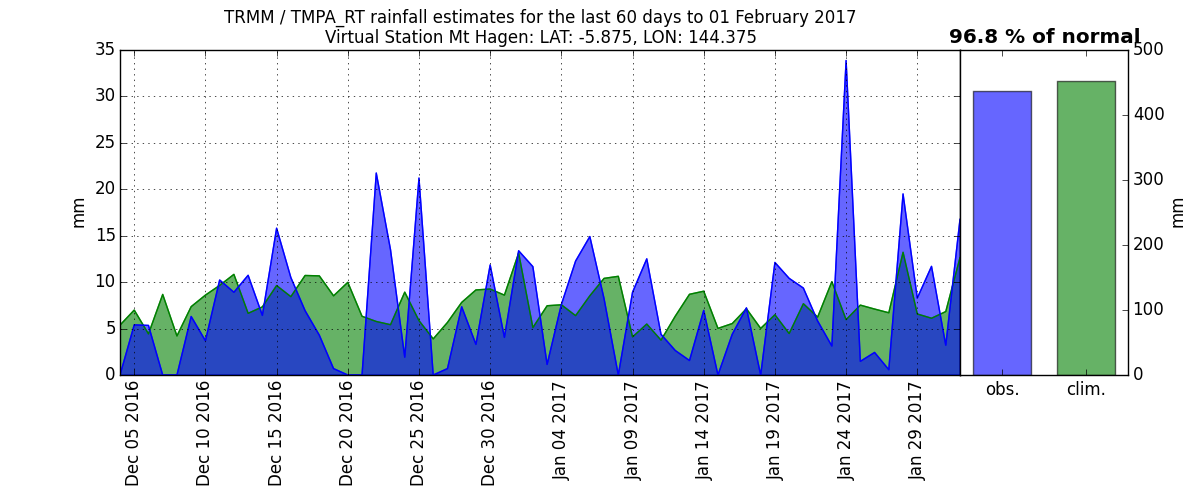 TRMM / TMPA_RT rainfall estimates for the last 60 days to 01 February 2017
Virtual Station Mt Hagen: LAT: -5.875, LON: 144.375
96.8 % of normal
35
30
25
20
15
10
5
0
mm
Dec 05 2016
Dec 10 2016
Dec 15 2016
Dec 20 2016
Dec 25 2016
Dec 30 2016
Jan 04 2017
Jan 09 2017
Jan 14 2017
Jan 19 2017
Jan 24 2017
Jan 29 2017
500
400
300
200
100
0
mm
obs.
clim.